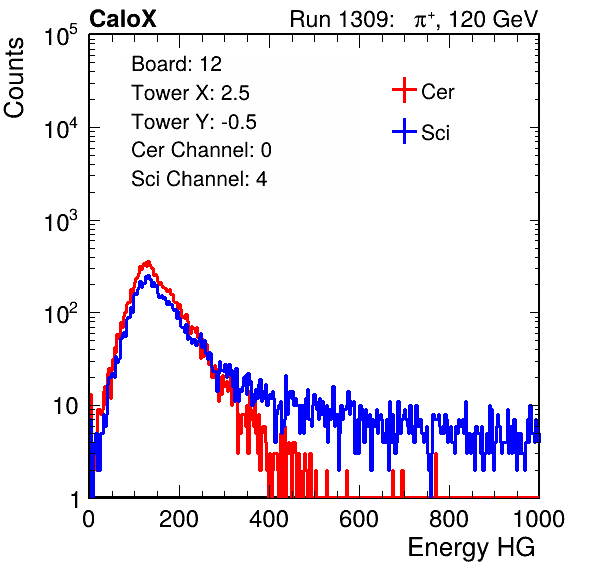 CaloX Run 1309: π⁺, 120 GeV
Counts
10⁵
10⁴
10³
10²
10
1
Board: 12
Tower X: 2.5
Tower Y: -0.5
Cer Channel: 0
Sci Channel: 4
Cer
Sci
0 200 400 600 800 1000
Energy HG